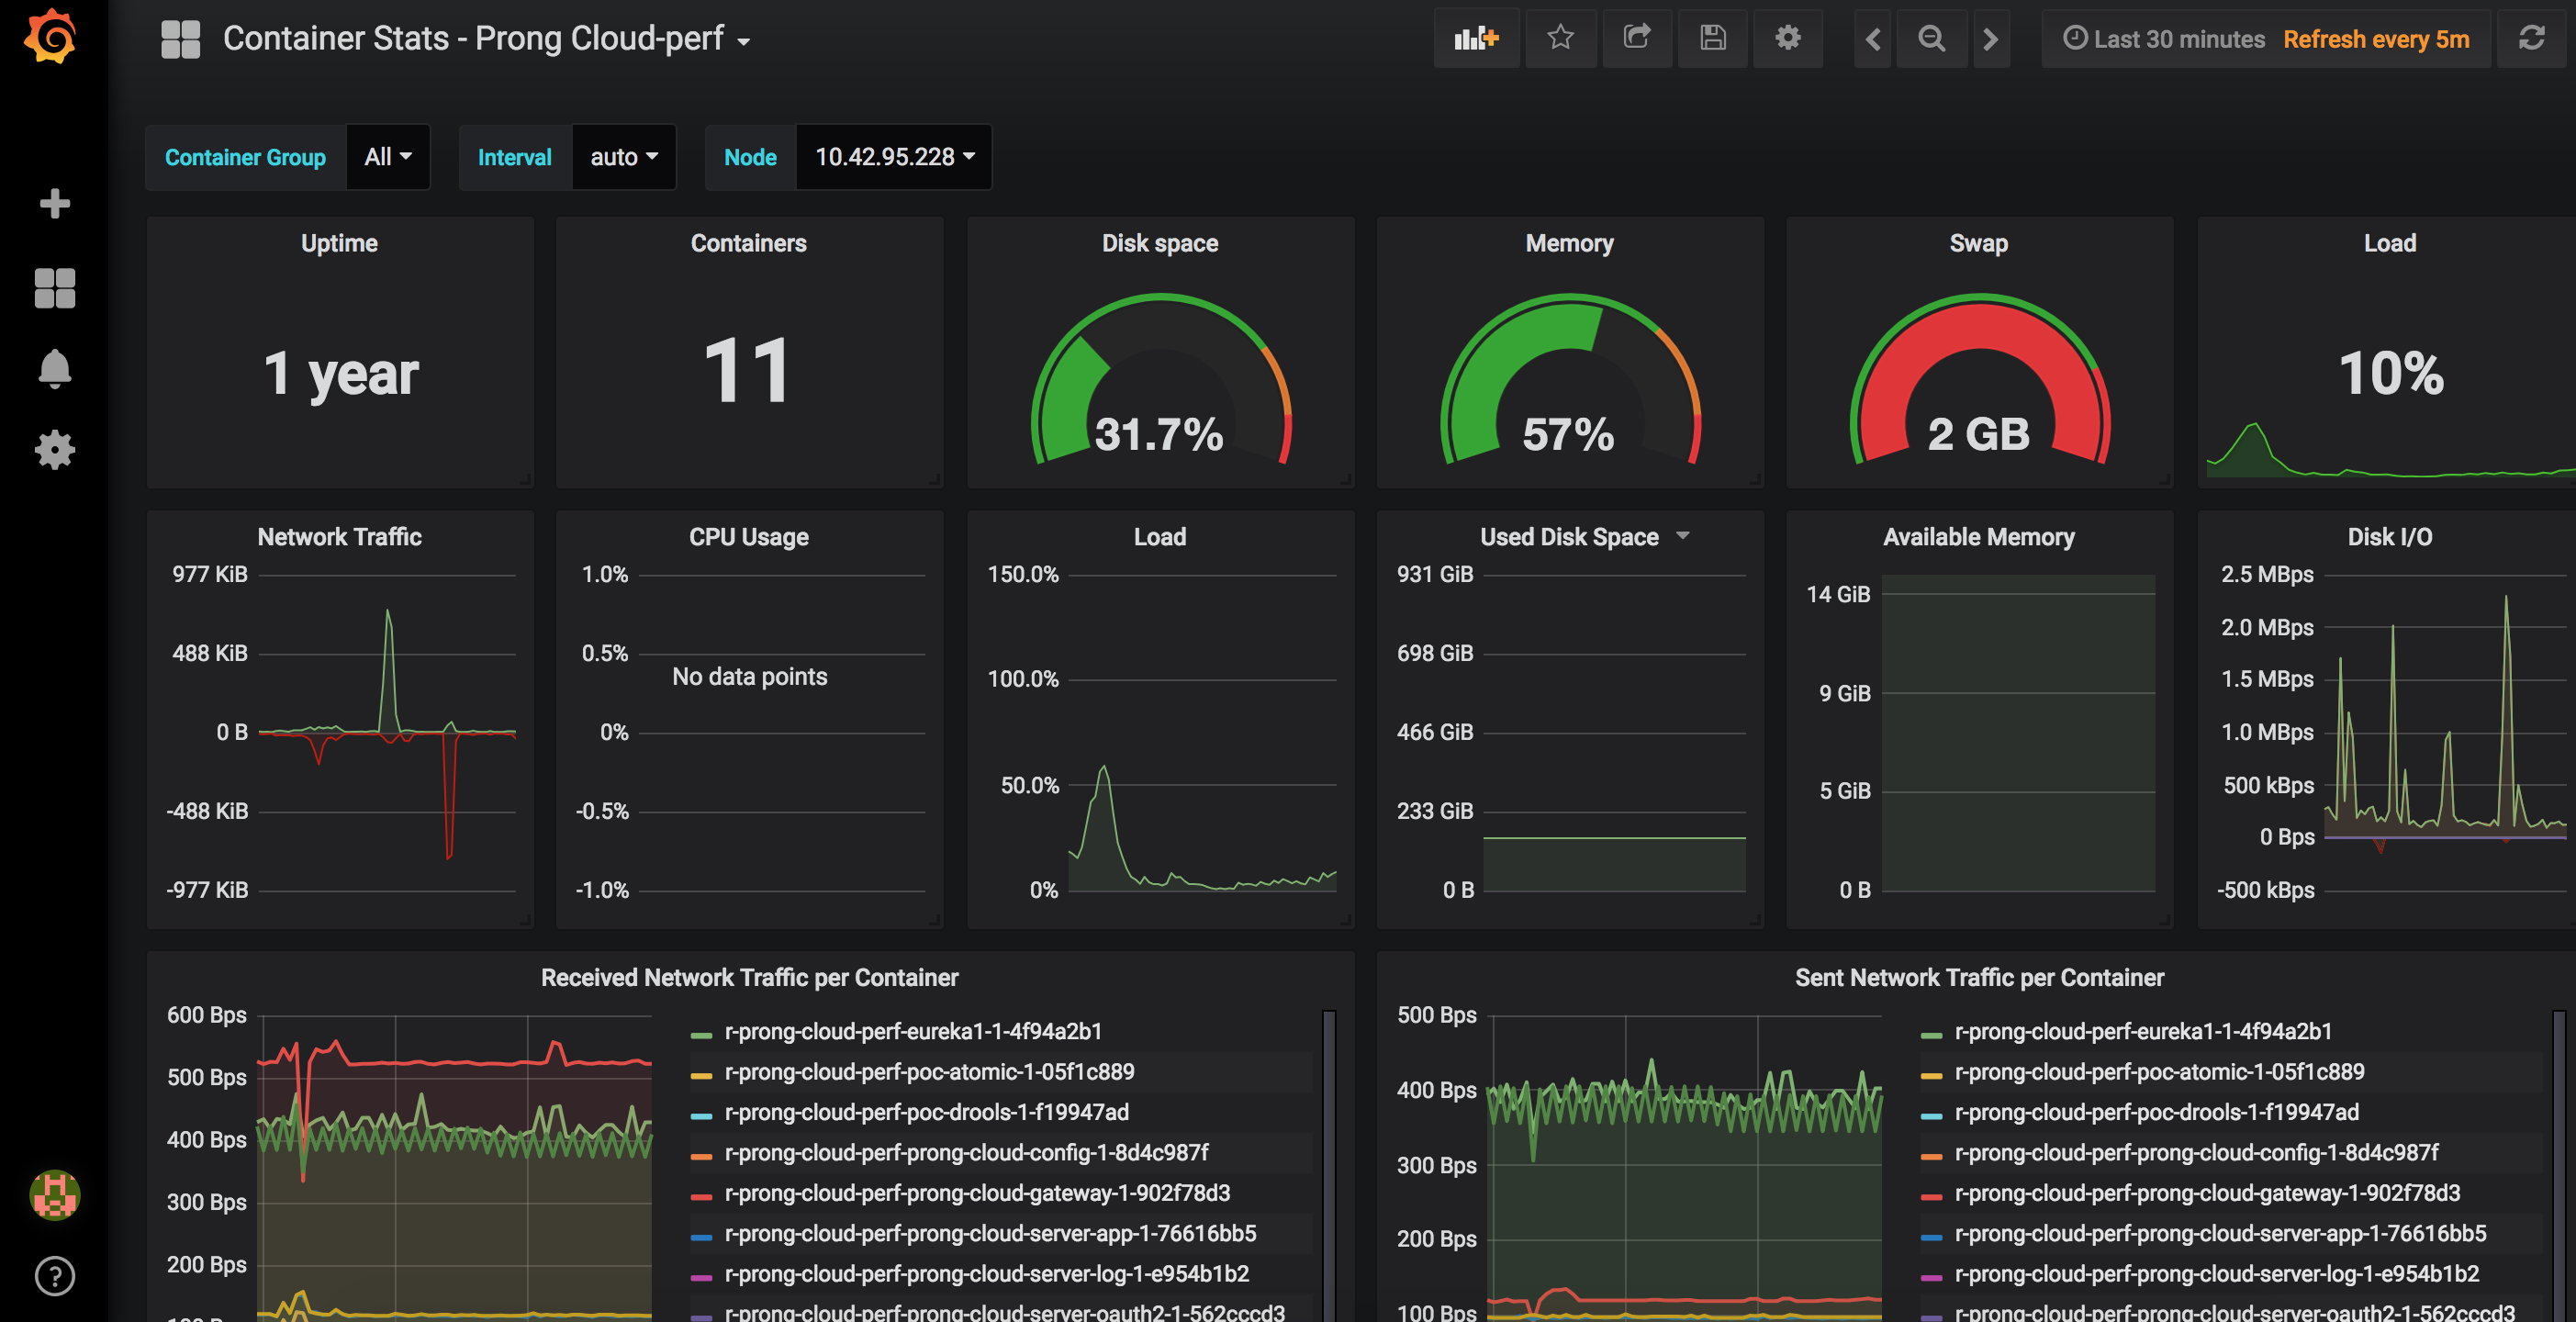 Container Stats - Prong Cloud-perf
Last 30 minutes Refresh every 5m
Container Group All Interval auto Node 10.42.95.228
Uptime
1 year
Containers
11
Disk space
31.7%
Memory
57%
Swap
2 GB
Load
10%
Network Traffic
977 KiB
488 KiB
0 B
-488 KiB
-977 KiB
CPU Usage
1.0%
0.5%
No data points
0%
-0.5%
-1.0%
Load
150.0%
100.0%
50.0%
0%
Used Disk Space
931 GiB
698 GiB
466 GiB
233 GiB
0 B
Available Memory
14 GiB
9 GiB
5 GiB
0 B
Disk I/O
2.5 MBps
2.0 MBps
1.5 MBps
1.0 MBps
500 kBps
0 Bps
-500 kBps
Received Network Traffic per Container
600 Bps
500 Bps
400 Bps
300 Bps
200 Bps
r-prong-cloud-perf-eureka1-1-4f94a2b1
r-prong-cloud-perf-poc-atomic-1-05f1c889
r-prong-cloud-perf-poc-drools-1-f19947ad
r-prong-cloud-perf-prong-cloud-config-1-8d4c987f
r-prong-cloud-perf-prong-cloud-gateway-1-902f78d3
r-prong-cloud-perf-prong-cloud-server-app-1-76616bb5
r-prong-cloud-perf-prong-cloud-server-log-1-e954b1b2
r-prong-cloud-perf-prong-cloud-server-oauth2-1-562cccd3
Sent Network Traffic per Container
500 Bps
400 Bps
300 Bps
200 Bps
100 Bps
r-prong-cloud-perf-eureka1-1-4f94a2b1
r-prong-cloud-perf-poc-atomic-1-05f1c889
r-prong-cloud-perf-poc-drools-1-f19947ad
r-prong-cloud-perf-prong-cloud-config-1-8d4c987f
r-prong-cloud-perf-prong-cloud-gateway-1-902f78d3
r-prong-cloud-perf-prong-cloud-server-app-1-76616bb5
r-prong-cloud-perf-prong-cloud-server-log-1-e954b1b2
r-prong-cloud-perf-prong-cloud-server-oauth2-1-562cccd3